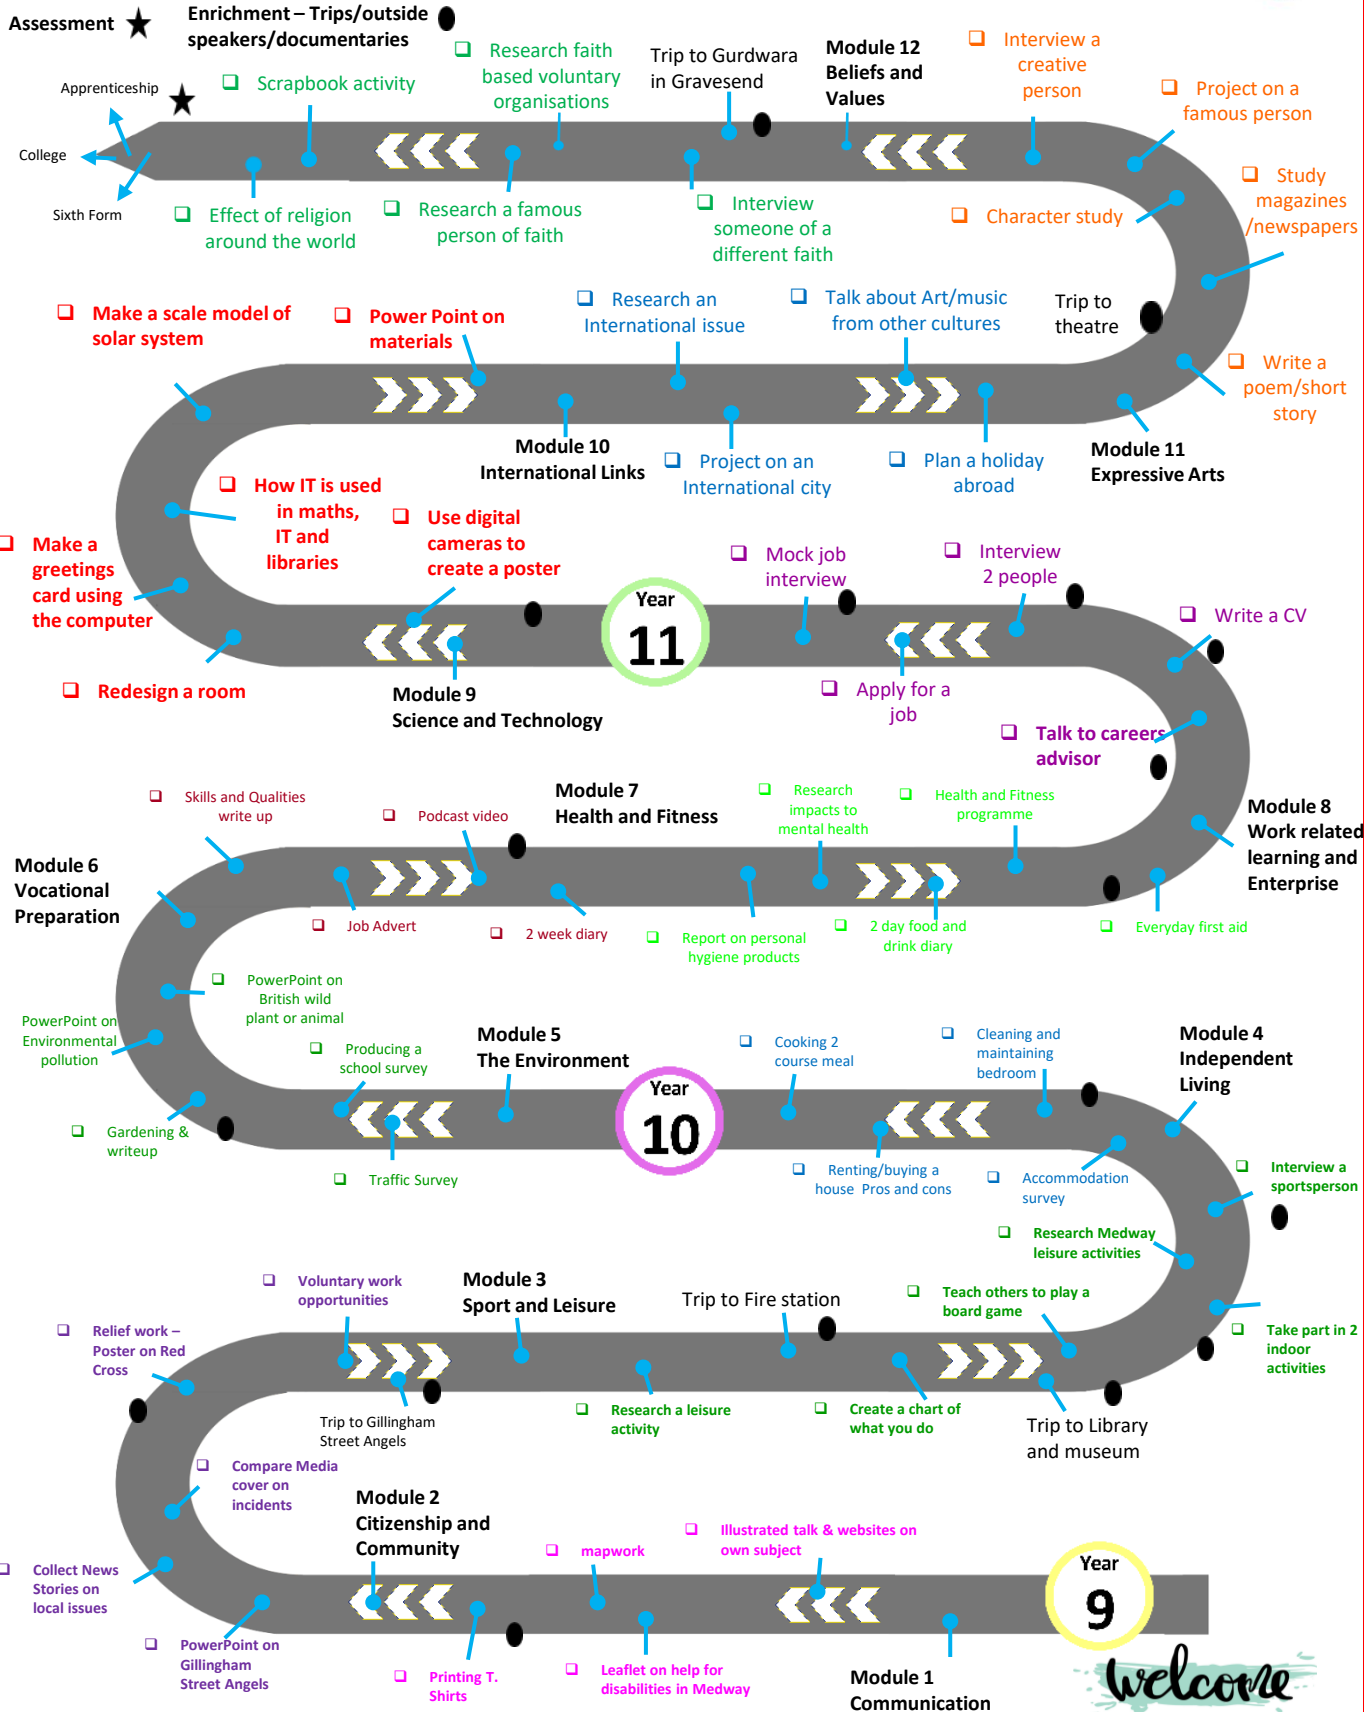 Assessment
Enrichment – Trips/outside
speakers/documentaries
Apprenticeship
College
Sixth Form
Scrapbook activity
Research faith
based voluntary
organisations
Trip to Gurdwara
in Gravesend
Module 12
Beliefs and
Values
Interview a
creative
person
Project on a
famous person
Effect of religion
around the world
Research a famous
person of faith
Interview
someone of a
different faith
Character study
Study
magazines
/newspapers
Make a scale model of
solar system
Power Point on
materials
Research an
International issue
Talk about Art/music
from other cultures
Trip to
theatre
Write a
poem/short
story
Module 10
International Links
Project on an
International city
Plan a holiday
abroad
Module 11
Expressive Arts
How IT is used
in maths,
IT and
libraries
Use digital
cameras to
create a poster
Make a
greetings
card using
the computer
Mock job
interview
Interview
2 people
Write a CV
Year
11
Redesign a room
Module 9
Science and Technology
Apply for a
job
Talk to careers
advisor
Skills and Qualities
write up
Podcast video
Module 7
Health and Fitness
Research
impacts to
mental health
Health and Fitness
programme
Module 8
Work related
learning and
Enterprise
Module 6
Vocational
Preparation
Job Advert
2 week diary
Report on personal
hygiene products
2 day food and
drink diary
Everyday first aid
PowerPoint on
British wild
plant or animal
PowerPoint on
Environmental
pollution
Producing a
school survey
Module 5
The Environment
Year
10
Cooking 2
course meal
Cleaning and
maintaining
bedroom
Module 4
Independent
Living
Gardening &
writeup
Traffic Survey
Renting/buying a
house Pros and cons
Accommodation
survey
Interview a
sportsperson
Research Medway
leisure activities
Voluntary work
opportunities
Module 3
Sport and Leisure
Trip to Fire station
Teach others to play a
board game
Relief work –
Poster on Red
Cross
Take part in 2
indoor
activities
Trip to Gillingham
Street Angels
Research a leisure
activity
Create a chart of
what you do
Trip to Library
and museum
Compare Media
cover on
incidents
Module 2
Citizenship and
Community
mapwork
Illustrated talk & websites on
own subject
Year
9
Collect News
Stories on
local issues
PowerPoint on
Gillingham
Street Angels
Printing T.
Shirts
Leaflet on help for
disabilities in Medway
Module 1
Communication
welcome